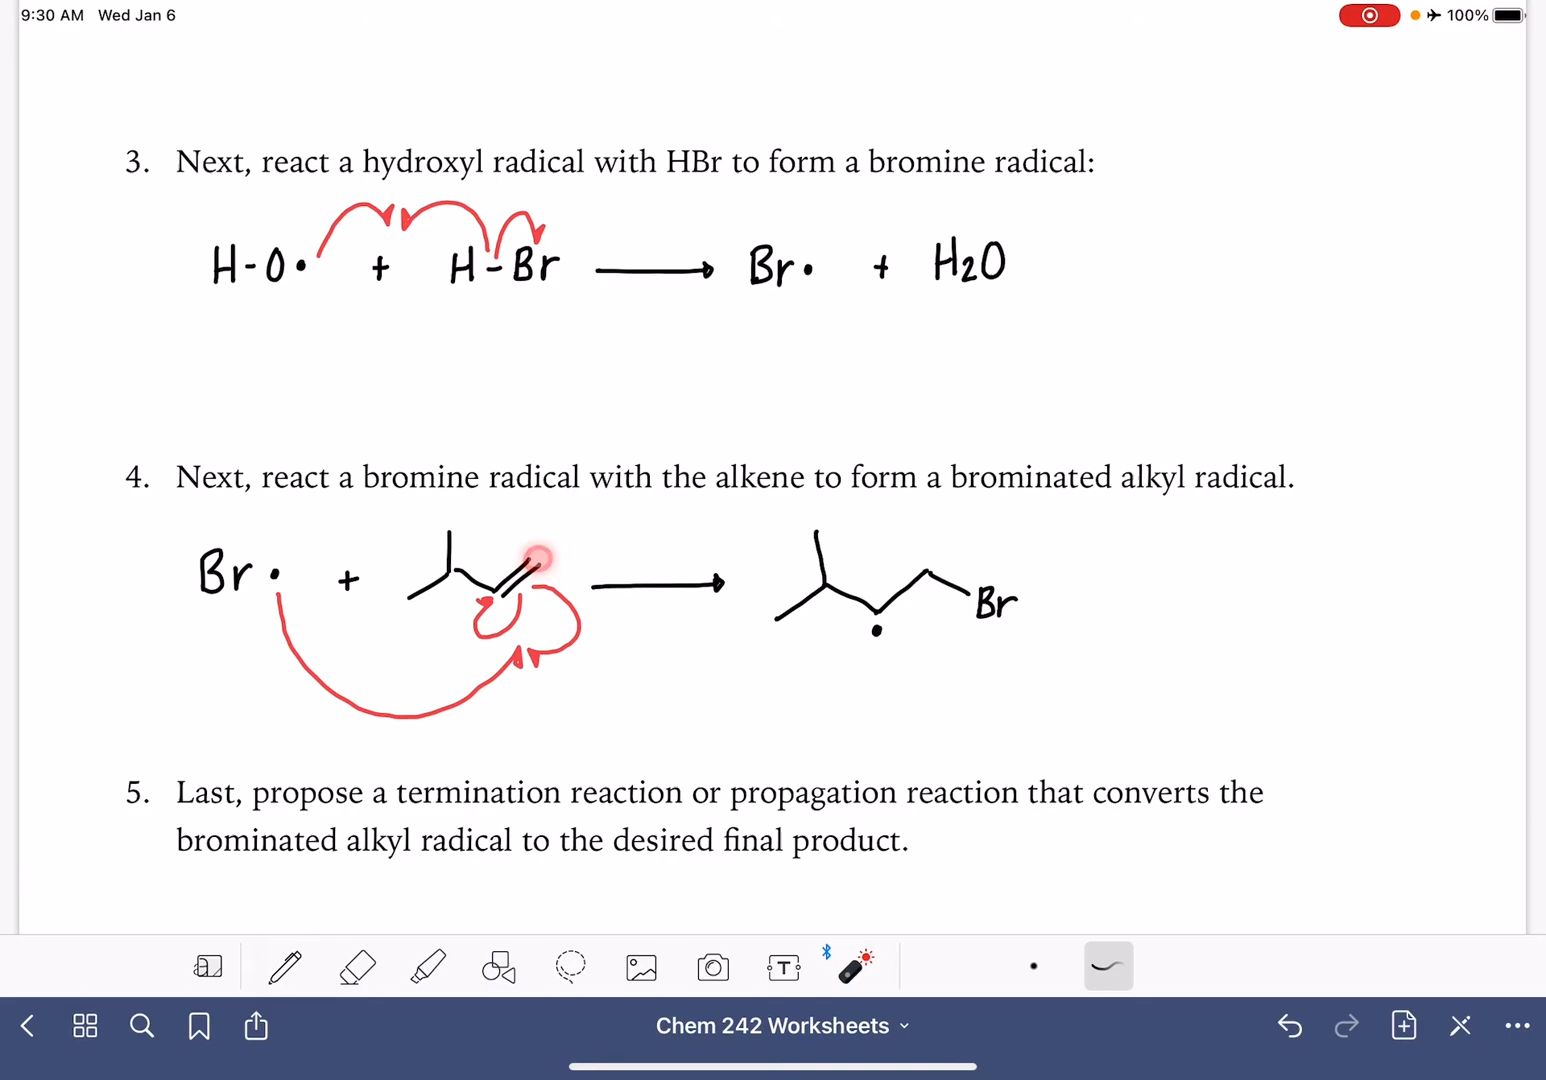 9:30 AM Wed Jan 6
100%
3. Next, react a hydroxyl radical with HBr to form a bromine radical:
H-O• + H-Br ⟶ Br• + H₂O
4. Next, react a bromine radical with the alkene to form a brominated alkyl radical.
Br• + ⟶ • Br
5. Last, propose a termination reaction or propagation reaction that converts the
brominated alkyl radical to the desired final product.
T
Chem 242 Worksheets